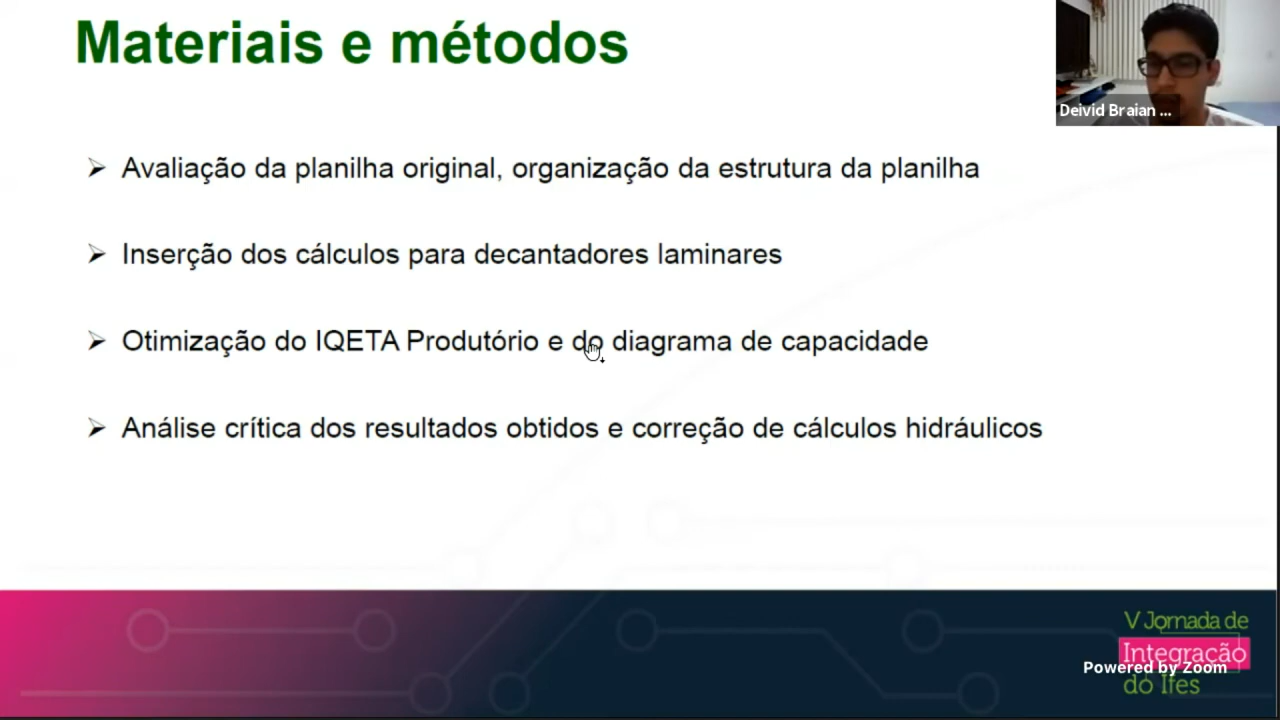 Materiais e métodos
Deivid Braian ...
Avaliação da planilha original, organização da estrutura da planilha
Inserção dos cálculos para decantadores laminares
Otimização do IQETA Produtório e do diagrama de capacidade
Análise crítica dos resultados obtidos e correção de cálculos hidráulicos
V Jornada de
Integração
Powered by Zoom
do Ifes